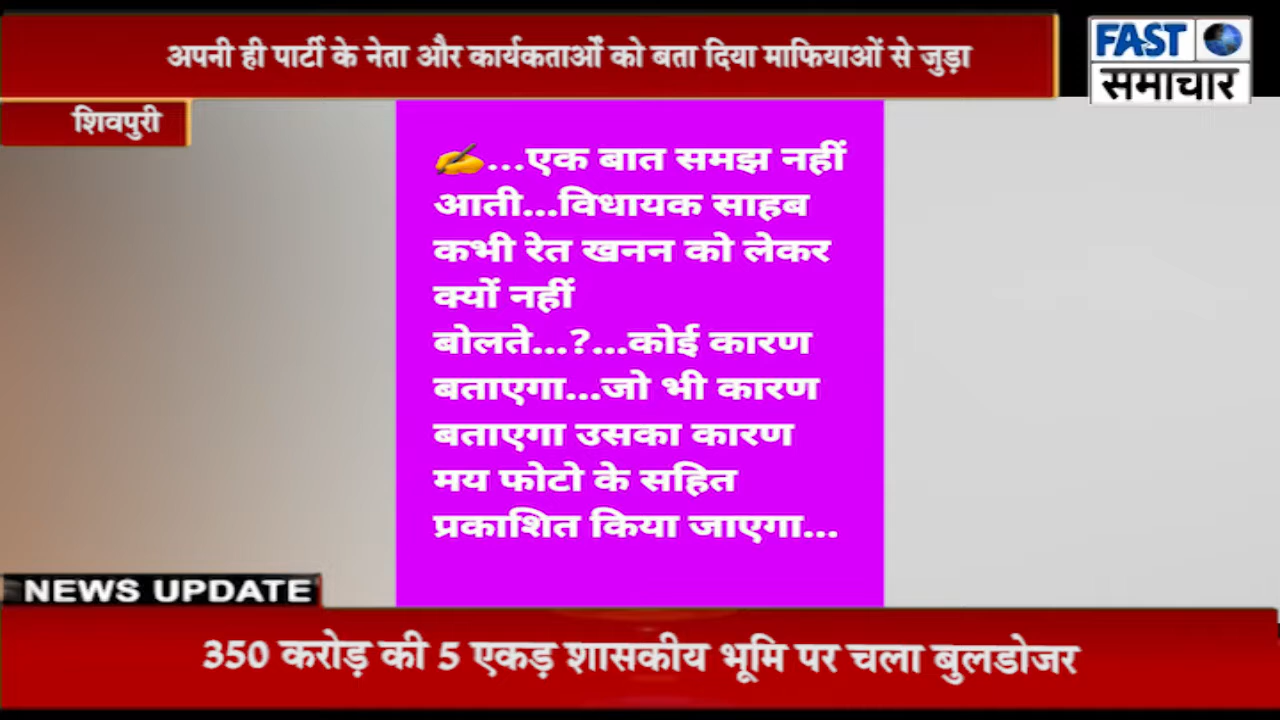 अपनी ही पार्टी के नेता और कार्यकताओं को बता दिया माफियाओं से जुड़ा
FAST
समाचार
शिवपुरी
✍...एक बात समझ नहीं
आती...विधायक साहब
कभी रेत खनन को लेकर
क्यों नहीं
बोलते...?...कोई कारण
बताएगा...जो भी कारण
बताएगा उसका कारण
मय फोटो के सहित
प्रकाशित किया जाएगा...
NEWS UPDATE
350 करोड़ की 5 एकड़ शासकीय भूमि पर चला बुलडोजर